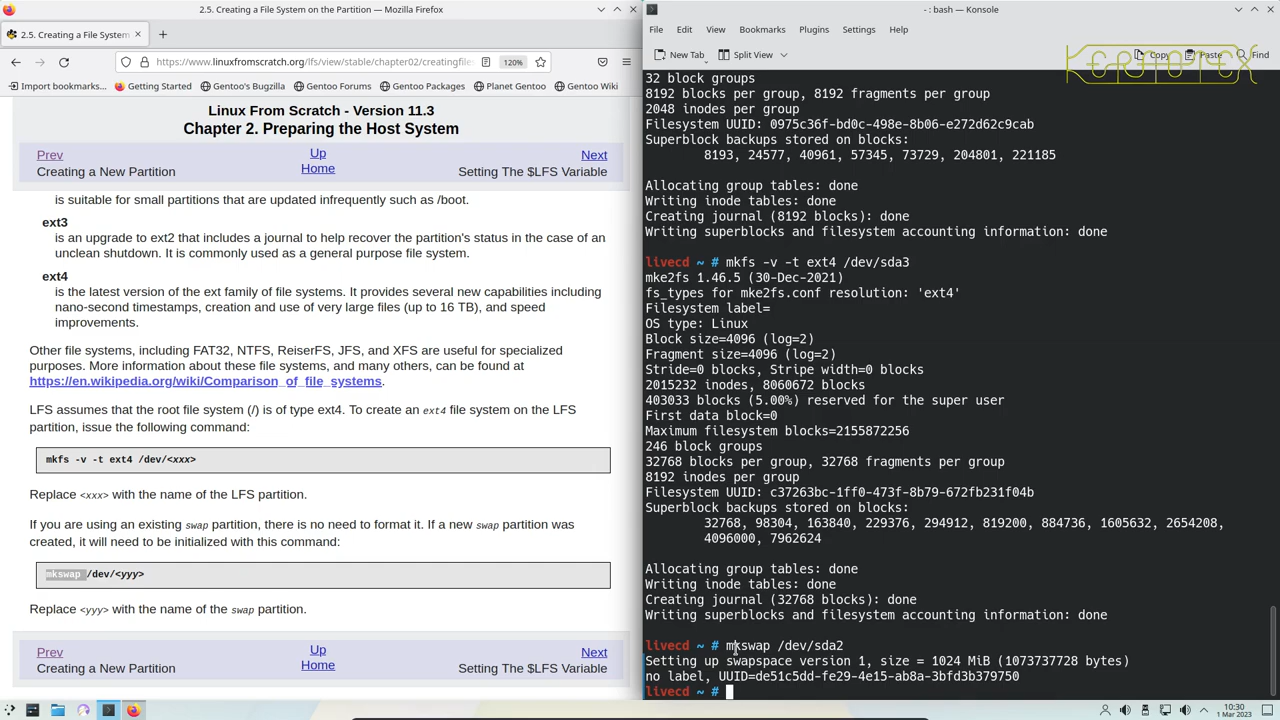 2.5. Creating a File System on the Partition — Mozilla Firefox
2.5. Creating a File System
https://www.linuxfromscratch.org/lfs/view/stable/chapter02/creating
120%
Import bookmarks...
Getting Started
Gentoo's Bugzilla
Gentoo Forums
Gentoo Packages
Planet Gentoo
Gentoo Wiki
Linux From Scratch - Version 11.3
Chapter 2. Preparing the Host System
Prev
Up
Next
Creating a New Partition
Home
Setting The $LFS Variable
is suitable for small partitions that are updated infrequently such as /boot.
ext3
is an upgrade to ext2 that includes a journal to help recover the partition's status in the case of an
unclean shutdown. It is commonly used as a general purpose file system.
ext4
is the latest version of the ext family of file systems. It provides several new capabilities including
nano-second timestamps, creation and use of very large files (up to 16 TB), and speed
improvements.
Other file systems, including FAT32, NTFS, ReiserFS, JFS, and XFS are useful for specialized
purposes. More information about these file systems, and many others, can be found at
https://en.wikipedia.org/wiki/Comparison_of_file_systems.
LFS assumes that the root file system (/) is of type ext4. To create an ext4 file system on the LFS
partition, issue the following command:
mkfs -v -t ext4 /dev/<xxx>
Replace <xxx> with the name of the LFS partition.
If you are using an existing swap partition, there is no need to format it. If a new swap partition was
created, it will need to be initialized with this command:
mkswap /dev/<yyy>
Replace <yyy> with the name of the swap partition.
Prev
Up
Next
Creating a New Partition
Home
Setting The $LFS Variable
- : bash — Konsole
File
Edit
View
Bookmarks
Plugins
Settings
Help
New Tab
Split View
Copy
Paste
Find
KERNOTEX
32 block groups
8192 blocks per group, 8192 fragments per group
2048 inodes per group
Filesystem UUID: 0975c36f-bd0c-498e-8b06-e272d62c9cab
Superblock backups stored on blocks:
8193, 24577, 40961, 57345, 73729, 204801, 221185
Allocating group tables: done
Writing inode tables: done
Creating journal (8192 blocks): done
Writing superblocks and filesystem accounting information: done
livecd ~ # mkfs -v -t ext4 /dev/sda3
mke2fs 1.46.5 (30-Dec-2021)
fs_types for mke2fs.conf resolution: 'ext4'
Filesystem label=
OS type: Linux
Block size=4096 (log=2)
Fragment size=4096 (log=2)
Stride=0 blocks, Stripe width=0 blocks
2015232 inodes, 8060672 blocks
403033 blocks (5.00%) reserved for the super user
First data block=0
Maximum filesystem blocks=2155872256
246 block groups
32768 blocks per group, 32768 fragments per group
8192 inodes per group
Filesystem UUID: c37263bc-1ff0-473f-8b79-672fb231f04b
Superblock backups stored on blocks:
32768, 98304, 163840, 229376, 294912, 819200, 884736, 1605632, 2654208,
4096000, 7962624
Allocating group tables: done
Writing inode tables: done
Creating journal (32768 blocks): done
Writing superblocks and filesystem accounting information: done
livecd ~ # mkswap /dev/sda2
Setting up swapspace version 1, size = 1024 MiB (1073737728 bytes)
no label, UUID=de51c5dd-fe29-4e15-ab8a-3bfd3b379750
livecd ~ #
10:30
1 Mar 2023